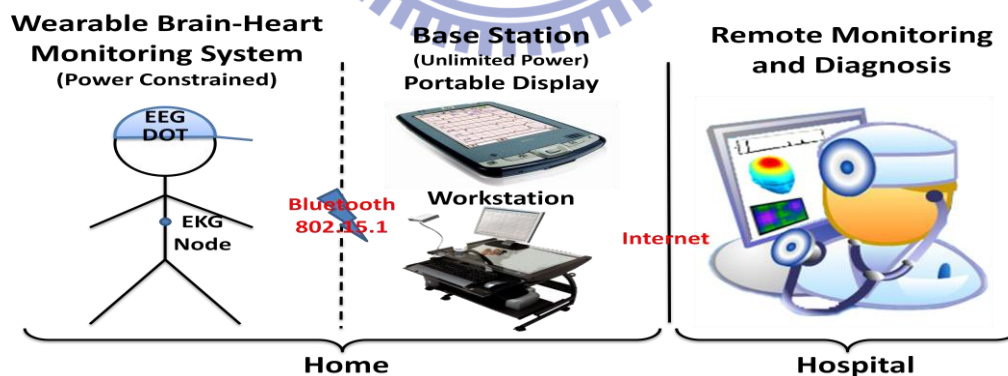 Wearable Brain-Heart
Monitoring System
(Power Constrained)
EEG
DOT
EKG
Node
Bluetooth
802.15.1
Base Station
(Unlimited Power)
Portable Display
Workstation
Internet
Remote Monitoring
and Diagnosis
Home
Hospital